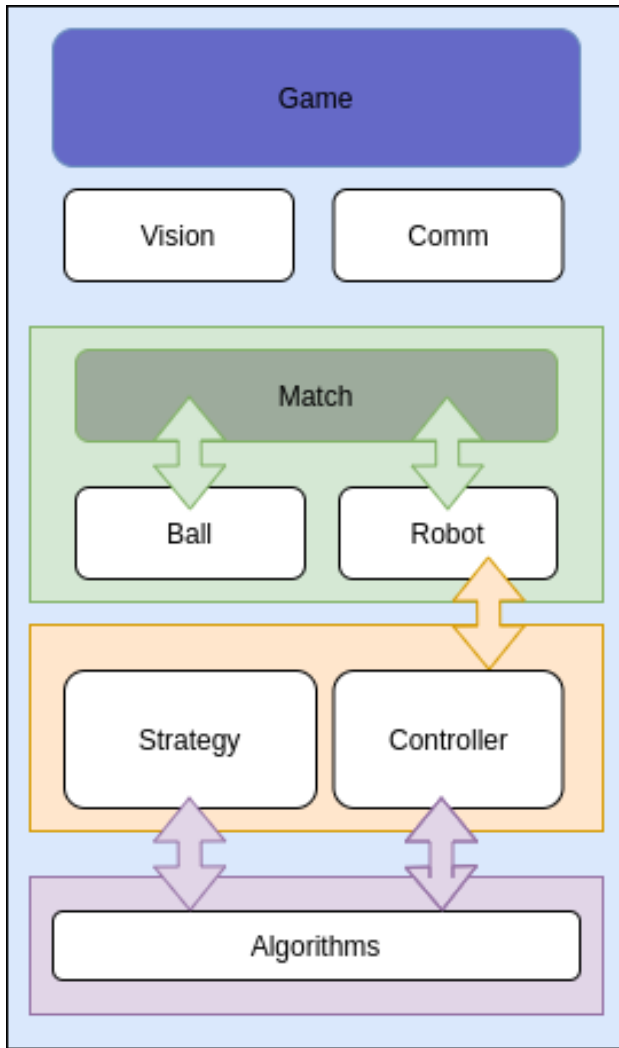 Game
Vision
Comm
Match
Ball
Robot
Strategy
Controller
Algorithms